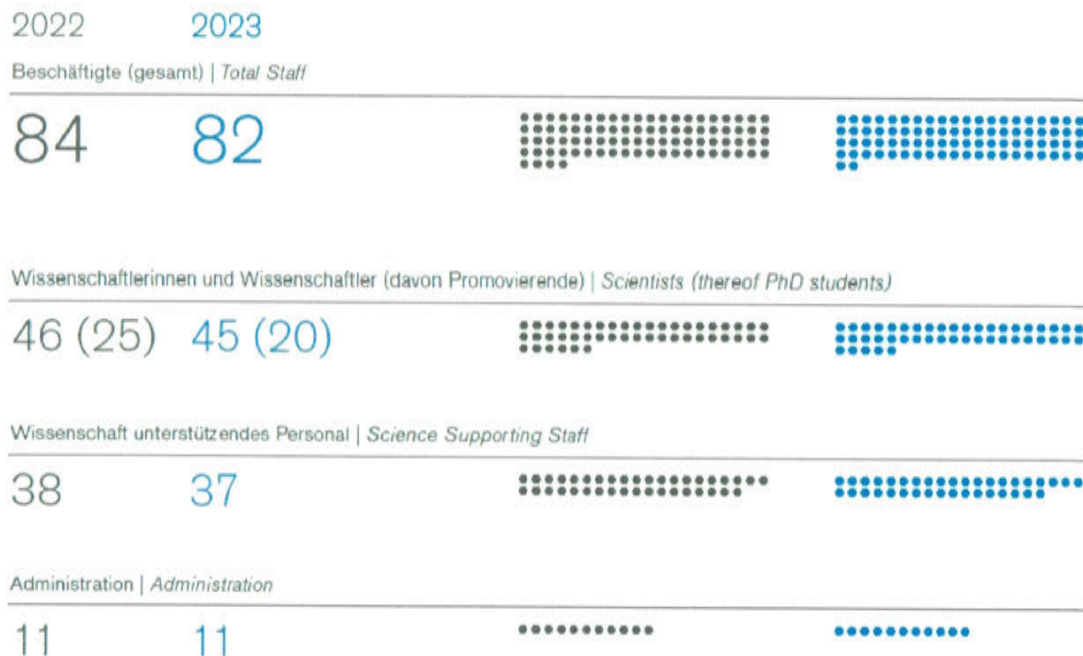 2022 2023
Beschäftigte (gesamt) | Total Staff
84 82
Wissenschaftlerinnen und Wissenschaftler (davon Promovierende) | Scientists (thereof PhD students)
46 (25) 45 (20)
Wissenschaft unterstützendes Personal | Science Supporting Staff
38 37
Administration | Administration
11 11